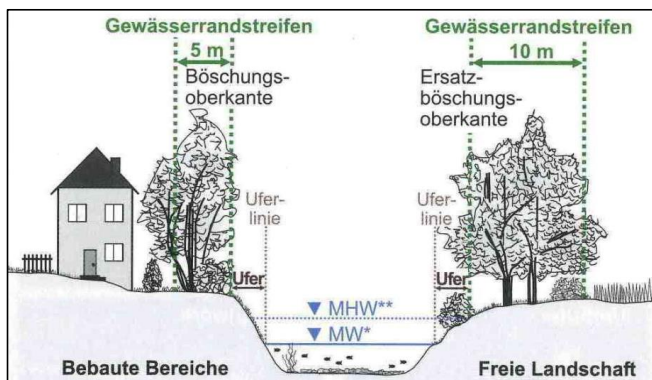 Gewässerrandstreifen
5 m
Böschungs-
oberkante
Gewässerrandstreifen
10 m
Ersatz-
böschungs-
oberkante
Ufer-
linie
Ufer-
linie
Ufer
Ufer
MHW**
MW*
Bebaute Bereiche
Freie Landschaft